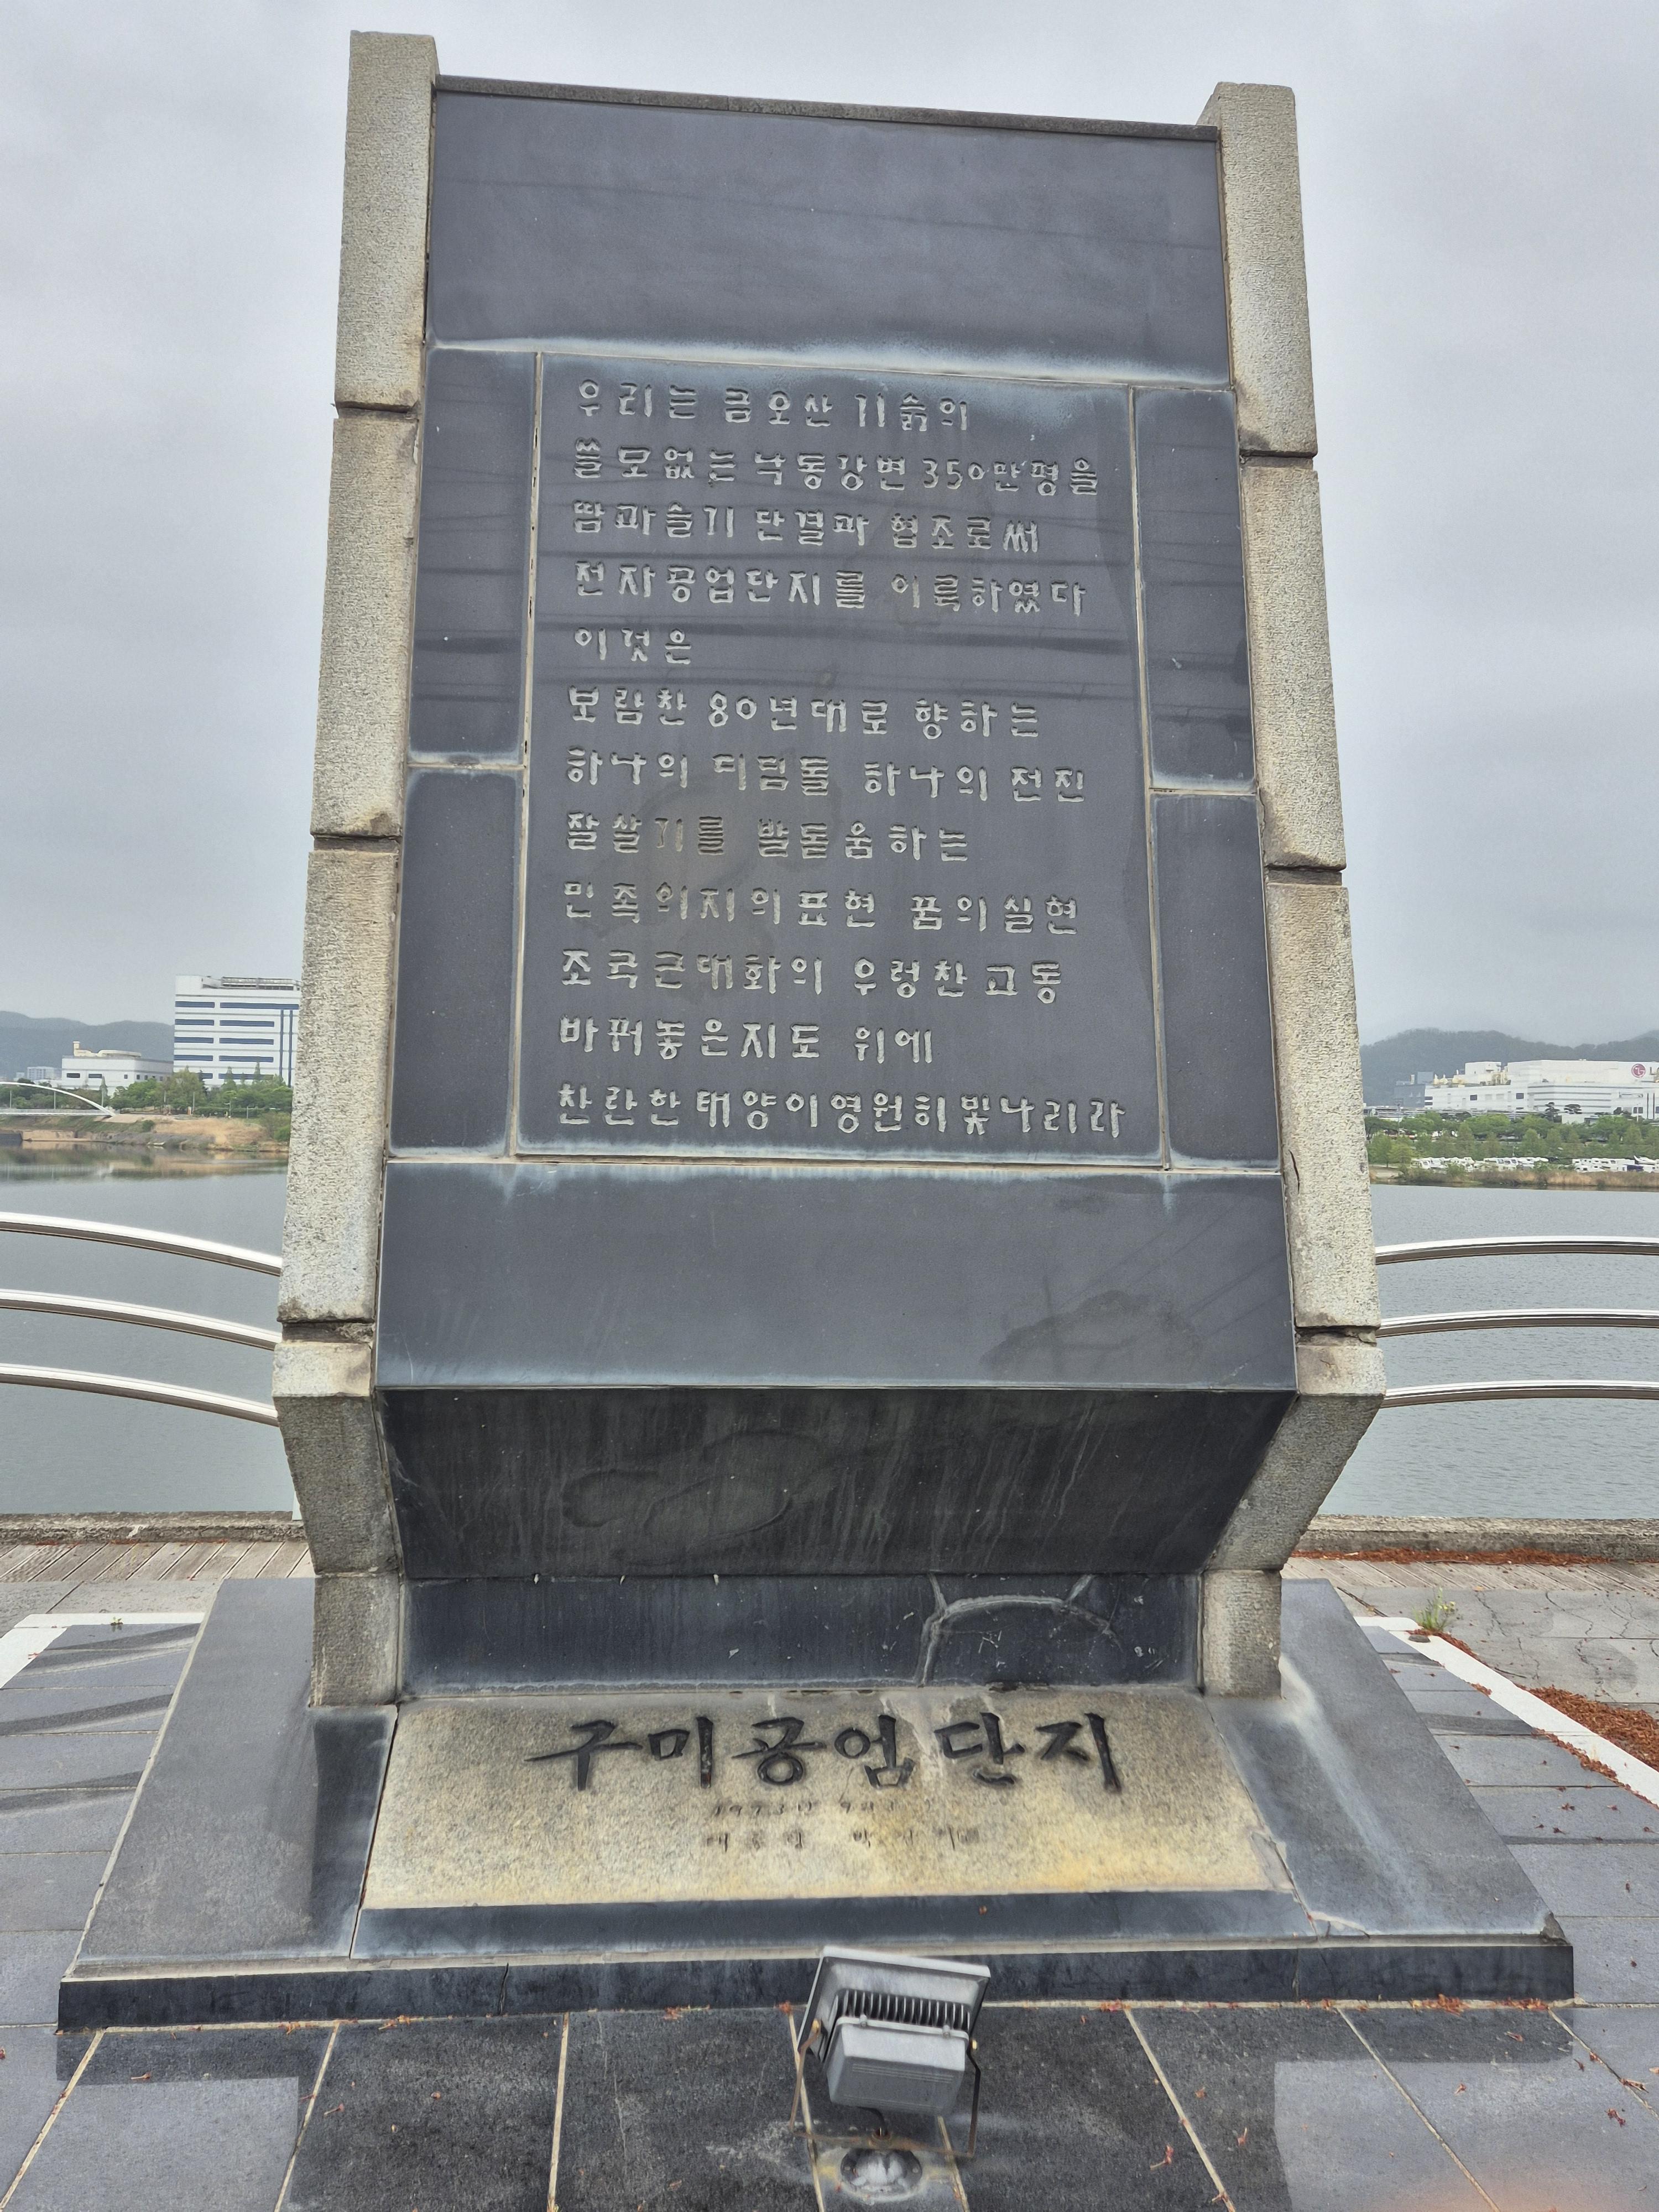 우리는 금오산 기슭의
쓸모없는 낙동강변 350만평을
땀과슬기 단결과 협조로써
전자공업단지를 이룩하였다
이것은
보람찬 80년대로 향하는
하나의 디딤돌 하나의 전진
잘살기를 발돋움하는
민족의지의표현 꿈의실현
조국근대화의 우렁찬고동
바꿔놓은지도 위에
찬란한태양이영원히빛나리라
구미공업단지